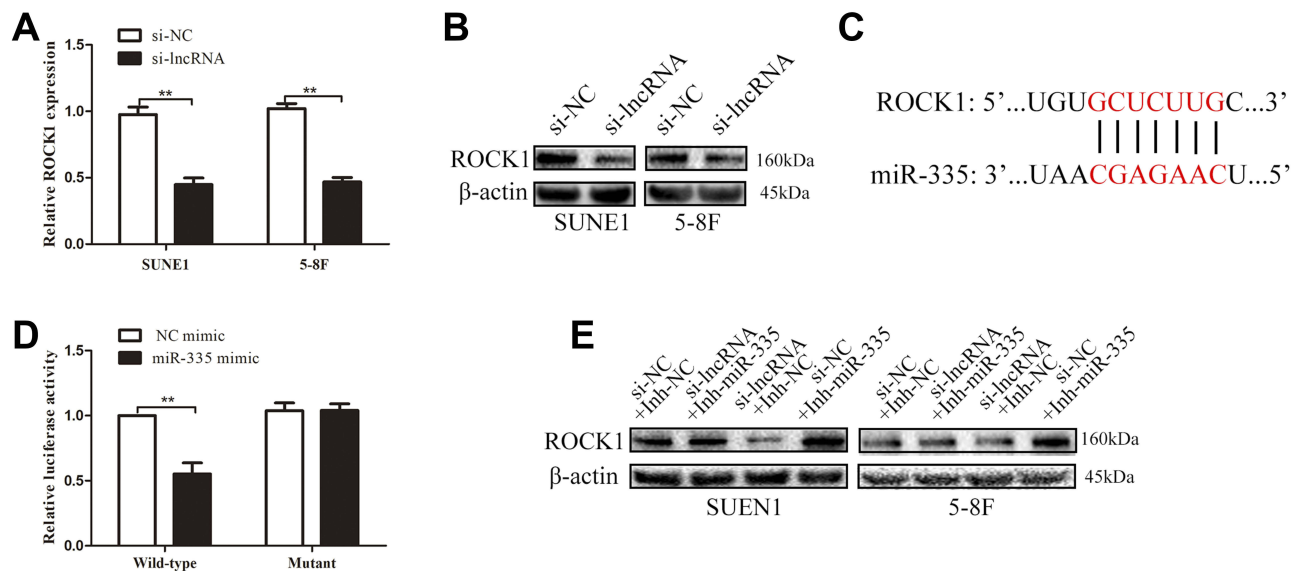 A
si-NC
si-lncRNA
Relative ROCK1 expression
1.5
1.0
0.5
0.0
**
**
SUNE1
5-8F
B
si-NC
si-lncRNA
si-NC
si-lncRNA
ROCK1
160kDa
β-actin
45kDa
SUNE1
5-8F
C
ROCK1: 5’...UGUGCUCUUGC...3’
miR-335: 3’...UAACGAGAACU...5’
D
NC mimic
miR-335 mimic
Relative luciferase activity
1.5
1.0
0.5
0.0
**
Wild-type
Mutant
E
si-NC
+Inh-NC
si-lncRNA
+Inh-miR-335
si-lncRNA
+Inh-NC
si-NC
+Inh-miR-335
si-NC
+Inh-NC
si-lncRNA
+Inh-miR-335
si-lncRNA
+Inh-NC
si-NC
+Inh-miR-335
ROCK1
160kDa
β-actin
45kDa
SUEN1
5-8F